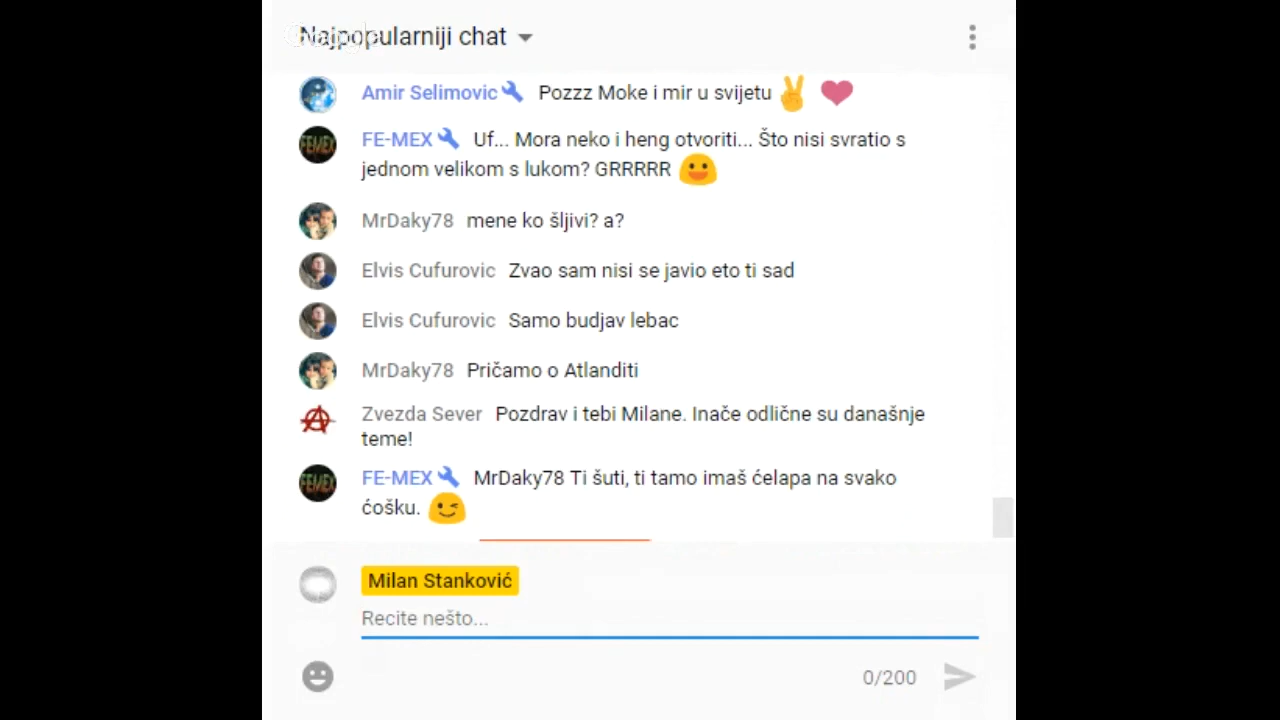 Najpopularniji chat
Google
Amir Selimovic Pozzz Moke i mir u svijetu
FE-MEX Uf... Mora neko i heng otvoriti... Što nisi svratio s
jednom velikom s lukom? GRRRRR
MrDaky78 mene ko šljivi? a?
Elvis Cufurovic Zvao sam nisi se javio eto ti sad
Elvis Cufurovic Samo budjav lebac
MrDaky78 Pričamo o Atlanditi
Zvezda Sever Pozdrav i tebi Milane. Inače odlične su današnje
teme!
FE-MEX MrDaky78 Ti šuti, ti tamo imaš ćelapa na svako
ćošku.
Milan Stanković
Recite nešto...
0/200